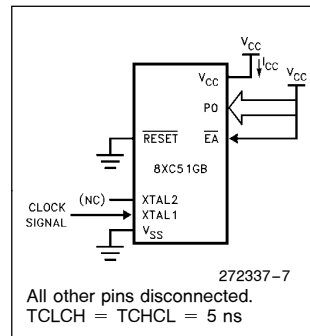 VCC
ICC
VCC
VCC
P0
RESET
EA
8XC51GB
(NC)
XTAL2
CLOCK
SIGNAL
XTAL1
VSS
272337-7
All other pins disconnected.
TCLCH = TCHCL = 5 ns